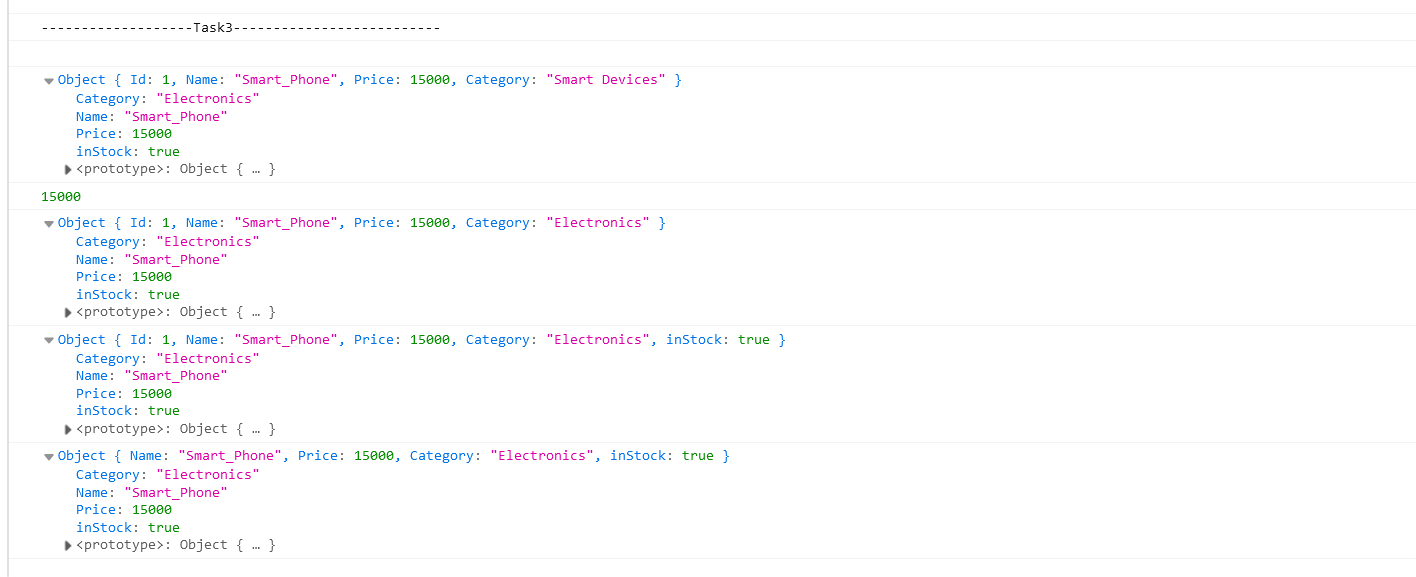 -------------------Task3--------------------------
Object { Id: 1, Name: "Smart_Phone", Price: 15000, Category: "Smart Devices" }
Category: "Electronics"
Name: "Smart_Phone"
Price: 15000
inStock: true
<prototype>: Object { … }
15000
Object { Id: 1, Name: "Smart_Phone", Price: 15000, Category: "Electronics" }
Category: "Electronics"
Name: "Smart_Phone"
Price: 15000
inStock: true
<prototype>: Object { … }
Object { Id: 1, Name: "Smart_Phone", Price: 15000, Category: "Electronics", inStock: true }
Category: "Electronics"
Name: "Smart_Phone"
Price: 15000
inStock: true
<prototype>: Object { … }
Object { Name: "Smart_Phone", Price: 15000, Category: "Electronics", inStock: true }
Category: "Electronics"
Name: "Smart_Phone"
Price: 15000
inStock: true
<prototype>: Object { … }